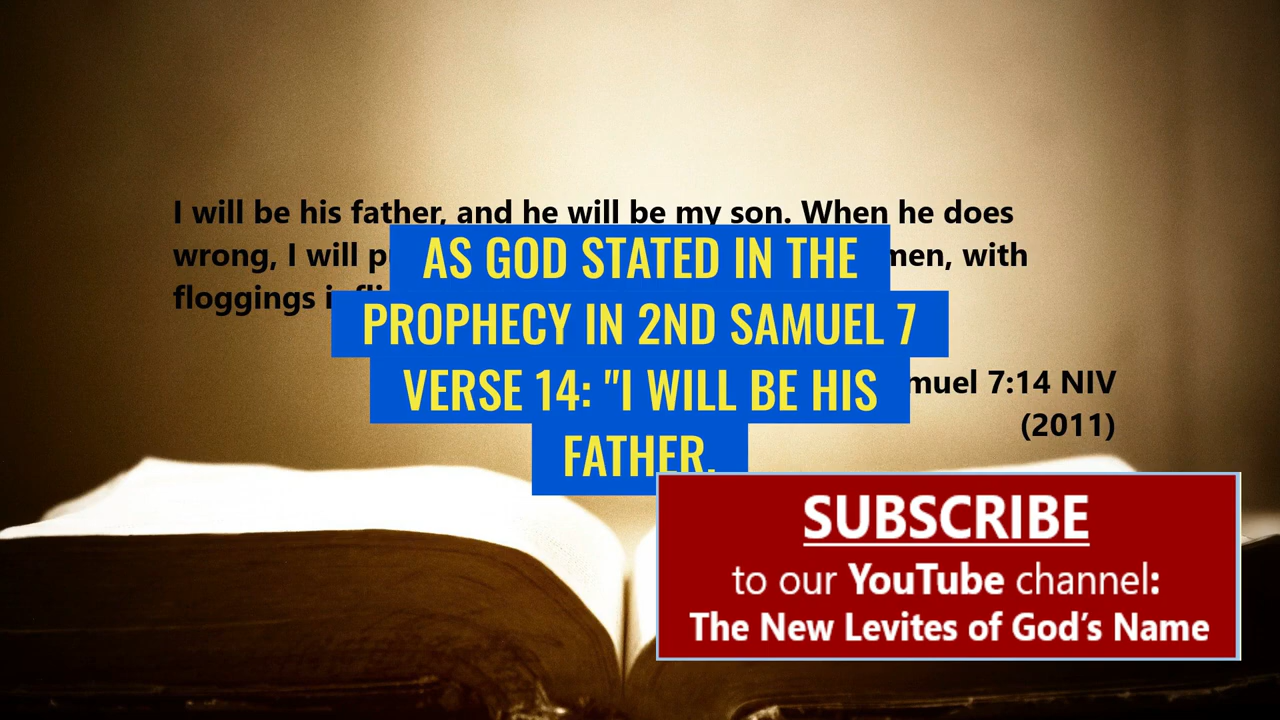 I will be his father, and he will be my son. When he does
wrong, I will men, with
floggings
AS GOD STATED IN THE
PROPHECY IN 2ND SAMUEL 7
VERSE 14: "I WILL BE HIS
FATHER,
7:14 NIV
(2011)
SUBSCRIBE
to our YouTube channel:
The New Levites of God's Name